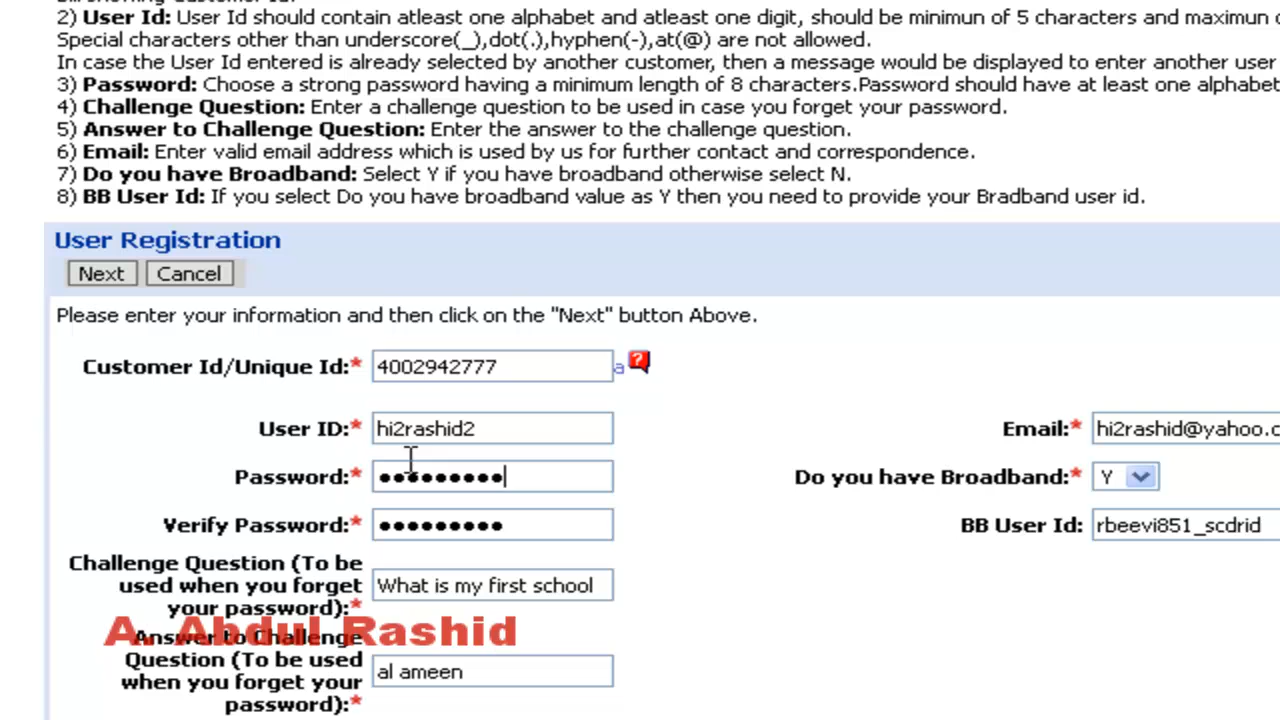 2) User Id: User Id should contain atleast one alphabet and atleast one digit, should be minimun of 5 characters and maximun
Special characters other than underscore(_),dot(.),hyphen(-),at(@) are not allowed.
In case the User Id entered is already selected by another customer, then a message would be displayed to enter another user
3) Password: Choose a strong password having a minimum length of 8 characters.Password should have at least one alphabet
4) Challenge Question: Enter a challenge question to be used in case you forget your password.
5) Answer to Challenge Question: Enter the answer to the challenge question.
6) Email: Enter valid email address which is used by us for further contact and correspondence.
7) Do you have Broadband: Select Y if you have broadband otherwise select N.
8) BB User Id: If you select Do you have broadband value as Y then you need to provide your Bradband user id.
User Registration
Next Cancel
Please enter your information and then click on the "Next" button Above.
Customer Id/Unique Id:* 4002942777 a ?
User ID:* hi2rashid2 Email:* hi2rashid@yahoo.c
Password:* ●●●●●●●●● Do you have Broadband:* Y
Verify Password:* ●●●●●●●●● BB User Id: rbeevi851_scdrid
Challenge Question (To be
used when you forget
your password):* What is my first school
A. Abdul Rashid
Answer to Challenge
Question (To be used
when you forget your
password):* al ameen